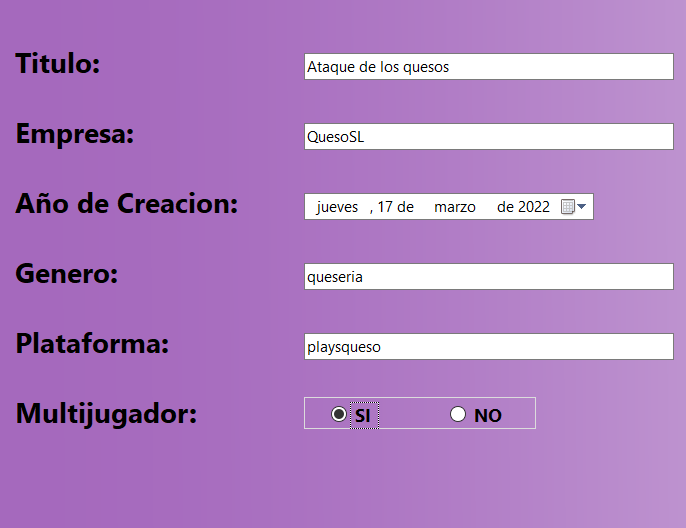 Titulo: Ataque de los quesos
Empresa: QuesoSL
Año de Creacion: jueves , 17 de marzo de 2022
Genero: queseria
Plataforma: playsqueso
Multijugador: SI NO